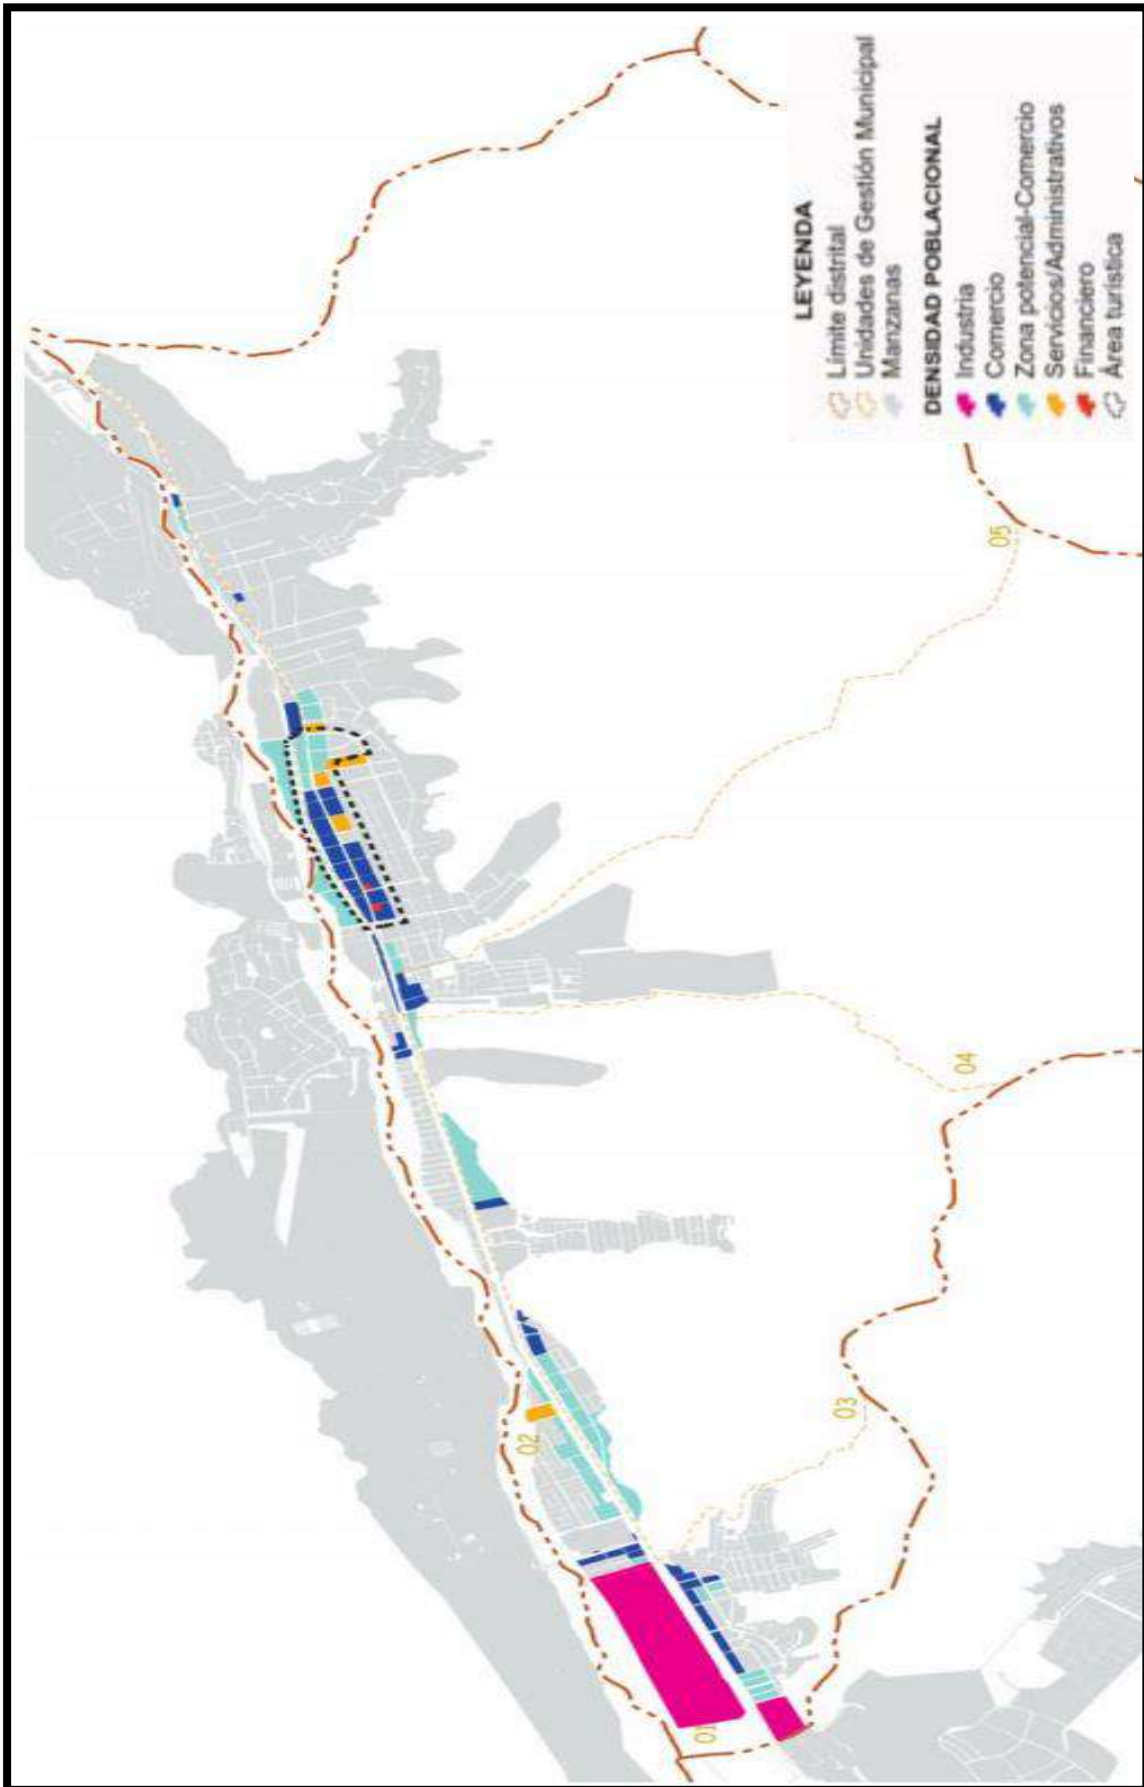 LEYENDA
Límite distrital
Unidades de Gestión Municipal
Manzanas
DENSIDAD POBLACIONAL
Industria
Comercio
Zona potencial-Comercio
Servicios/Administrativos
Financiero
Área turística
01
02
03
04
05